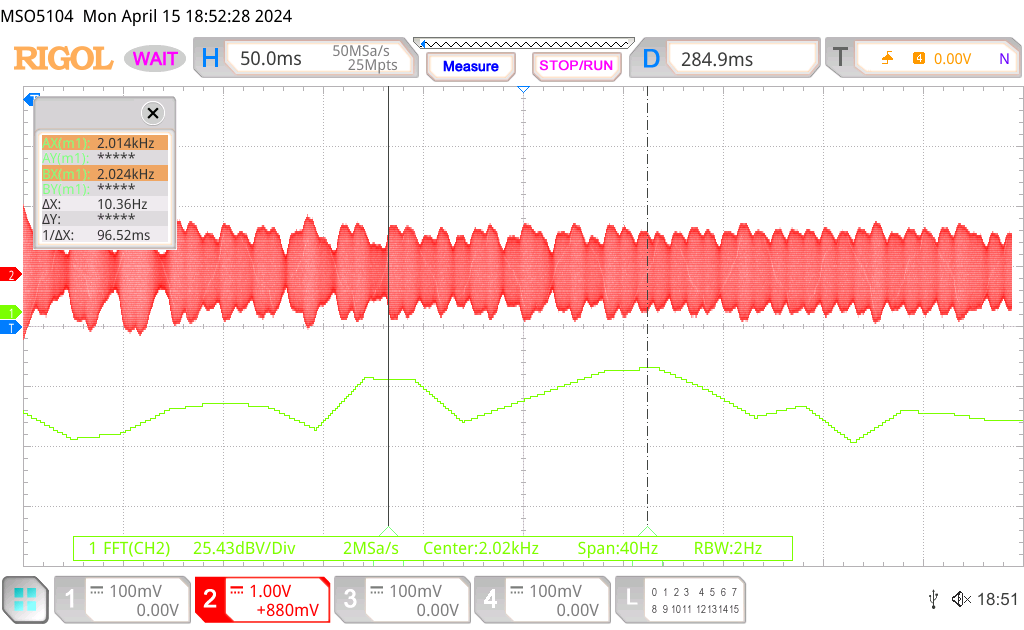 MSO5104 Mon April 15 18:52:28 2024
RIGOL WAIT H 50.0ms 50MSa/s 25Mpts Measure STOP/RUN D 284.9ms T 4 0.00V N
T
AX(m1): 2.014kHz
AY(m1): *****
BX(m1): 2.024kHz
BY(m1): *****
ΔX: 10.36Hz
ΔY: *****
1/ΔX: 96.52ms
2
1
T
1 FFT(CH2) 25.43dBV/Div 2MSa/s Center:2.02kHz Span:40Hz RBW:2Hz
1 100mV 0.00V 2 1.00V +880mV 3 100mV 0.00V 4 100mV 0.00V L 0 1 2 3 4 5 6 7
8 9 10 11 12 13 14 15
18:51